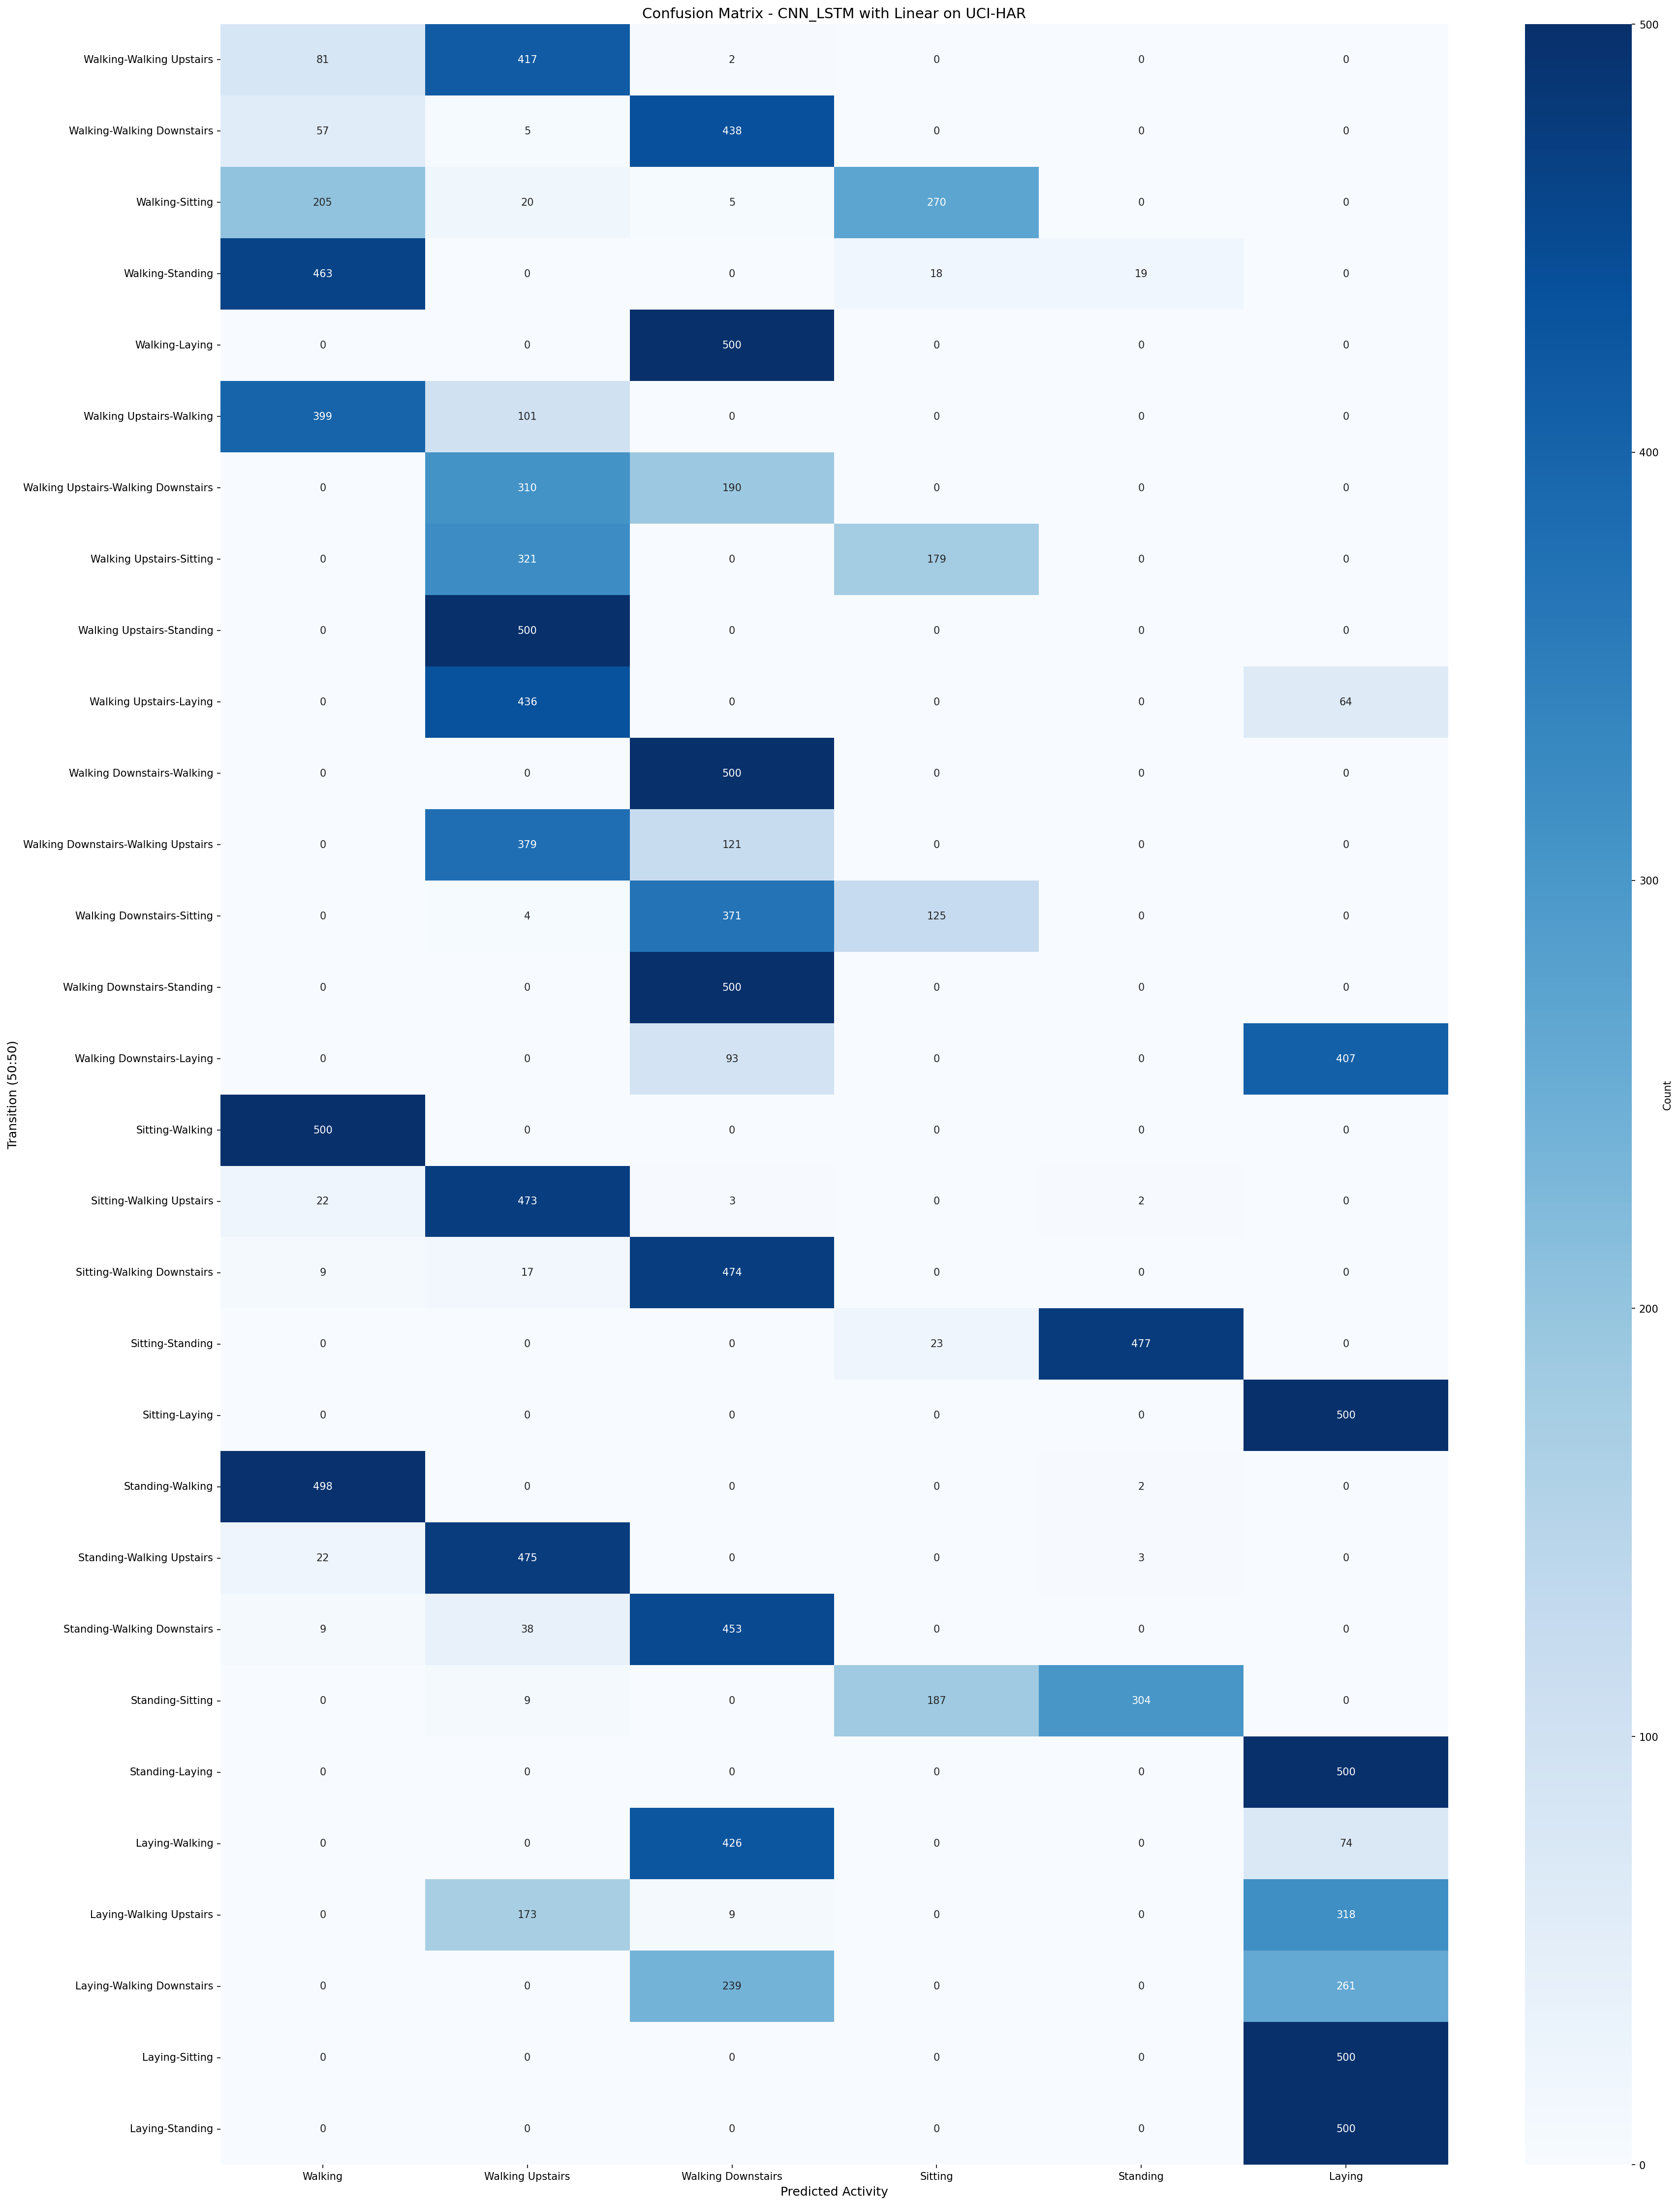 Confusion Matrix - CNN_LSTM with Linear on UCI-HAR
Walking-Walking Upstairs 81 417 2 0 0 0
Walking-Walking Downstairs 57 5 438 0 0 0
Walking-Sitting 205 20 5 270 0 0
Walking-Standing 463 0 0 18 19 0
Walking-Laying 0 0 500 0 0 0
Walking Upstairs-Walking 399 101 0 0 0 0
Walking Upstairs-Walking Downstairs 0 310 190 0 0 0
Walking Upstairs-Sitting 0 321 0 179 0 0
Walking Upstairs-Standing 0 500 0 0 0 0
Walking Upstairs-Laying 0 436 0 0 0 64
Walking Downstairs-Walking 0 0 500 0 0 0
Walking Downstairs-Walking Upstairs 0 379 121 0 0 0
Walking Downstairs-Sitting 0 4 371 125 0 0
Walking Downstairs-Standing 0 0 500 0 0 0
Walking Downstairs-Laying 0 0 93 0 0 407
Sitting-Walking 500 0 0 0 0 0
Sitting-Walking Upstairs 22 473 3 0 2 0
Sitting-Walking Downstairs 9 17 474 0 0 0
Sitting-Standing 0 0 0 23 477 0
Sitting-Laying 0 0 0 0 0 500
Standing-Walking 498 0 0 0 2 0
Standing-Walking Upstairs 22 475 0 0 3 0
Standing-Walking Downstairs 9 38 453 0 0 0
Standing-Sitting 0 9 0 187 304 0
Standing-Laying 0 0 0 0 0 500
Laying-Walking 0 0 426 0 0 74
Laying-Walking Upstairs 0 173 9 0 0 318
Laying-Walking Downstairs 0 0 239 0 0 261
Laying-Sitting 0 0 0 0 0 500
Laying-Standing 0 0 0 0 0 500
Walking Walking Upstairs Walking Downstairs Sitting Standing Laying
Predicted Activity
Transition (50:50)
500
400
300
200
100
0
Count